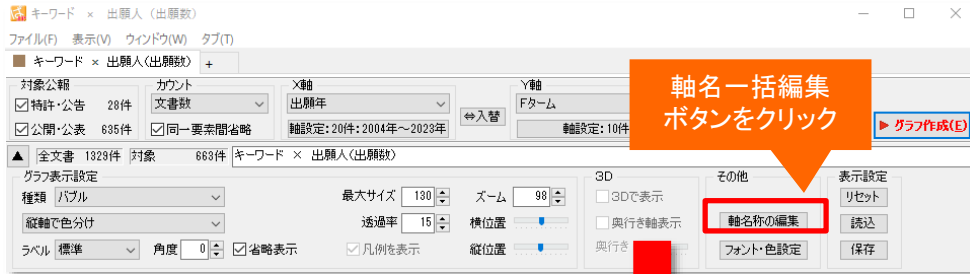 キーワード × 出願人（出願数）
ファイル(F) 表示(V) ウィンドウ(W) タブ(T)
キーワード × 出願人（出願数） +
対象公報 カウント X軸 Y軸
特許・公告 28件 文書数 出願年 ⇔入替 Fターム
公開・公表 635件 同一要素間省略 軸設定:20件:2004年～2023年 軸設定:10件
軸名一括編集
ボタンをクリック
▶ グラフ作成(E)
▲ 全文書 1329件 対象 663件 キーワード × 出願人(出願数)
グラフ表示設定 3D その他 表示設定
種類 バブル 最大サイズ 130 ズーム 98 3Dで表示 リセット
縦軸で色分け 透過率 15 横位置 奥行き軸表示 軸名称の編集 読込
ラベル 標準 角度 0 省略表示 凡例を表示 縦位置 奥行き フォント・色設定 保存